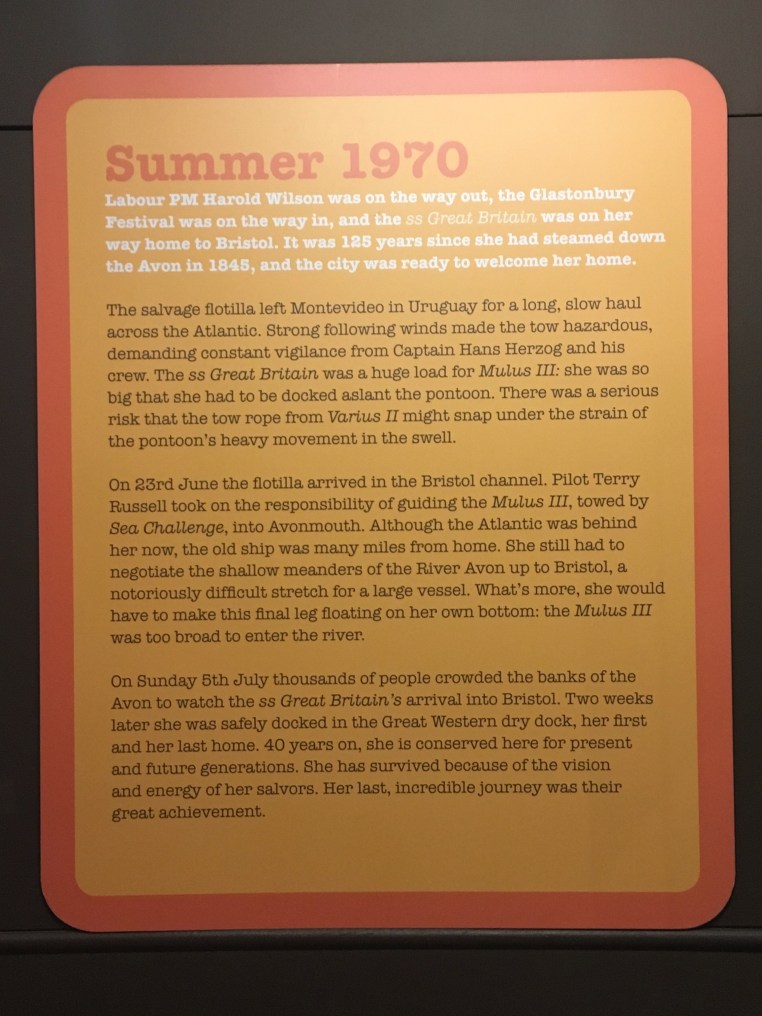 Summer 1970
Labour PM Harold Wilson was on the way out, the Glastonbury
Festival was on the way in, and the ss Great Britain was on her
way home to Bristol. It was 125 years since she had steamed down
the Avon in 1845, and the city was ready to welcome her home.
The salvage flotilla left Montevideo in Uruguay for a long, slow haul
across the Atlantic. Strong following winds made the tow hazardous,
demanding constant vigilance from Captain Hans Herzog and his
crew. The ss Great Britain was a huge load for Mulus III: she was so
big that she had to be docked aslant the pontoon. There was a serious
risk that the tow rope from Varius II might snap under the strain of
the pontoon's heavy movement in the swell.
On 23rd June the flotilla arrived in the Bristol channel. Pilot Terry
Russell took on the responsibility of guiding the Mulus III, towed by
Sea Challenge, into Avonmouth. Although the Atlantic was behind
her now, the old ship was many miles from home. She still had to
negotiate the shallow meanders of the River Avon up to Bristol, a
notoriously difficult stretch for a large vessel. What's more, she would
have to make this final leg floating on her own bottom: the Mulus III
was too broad to enter the river.
On Sunday 5th July thousands of people crowded the banks of the
Avon to watch the ss Great Britain's arrival into Bristol. Two weeks
later she was safely docked in the Great Western dry dock, her first
and her last home. 40 years on, she is conserved here for present
and future generations. She has survived because of the vision
and energy of her salvors. Her last, incredible journey was their
great achievement.